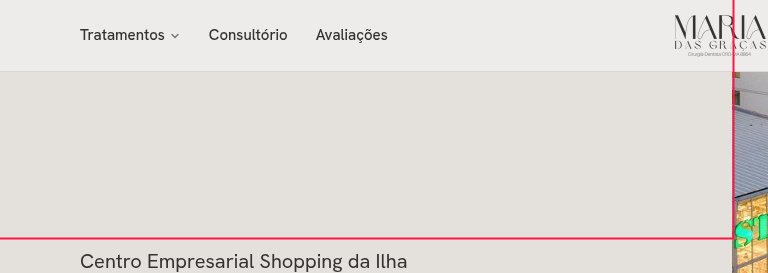 Tratamentos
Consultório
Avaliações
MARIA
DAS GRAÇAS
Centro Empresarial Shopping da Ilha